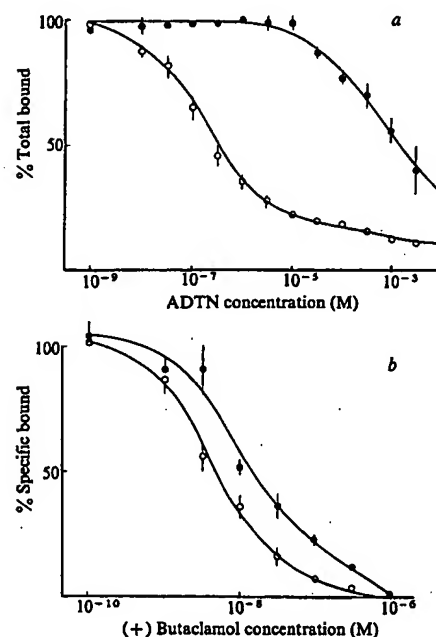 a
% Total bound
100
50
10⁻⁹
10⁻⁷
10⁻⁵
10⁻³
ADTN concentration (M)
b
% Specific bound
100
50
10⁻¹⁰
10⁻⁸
10⁻⁶
(+) Butaclamol concentration (M)